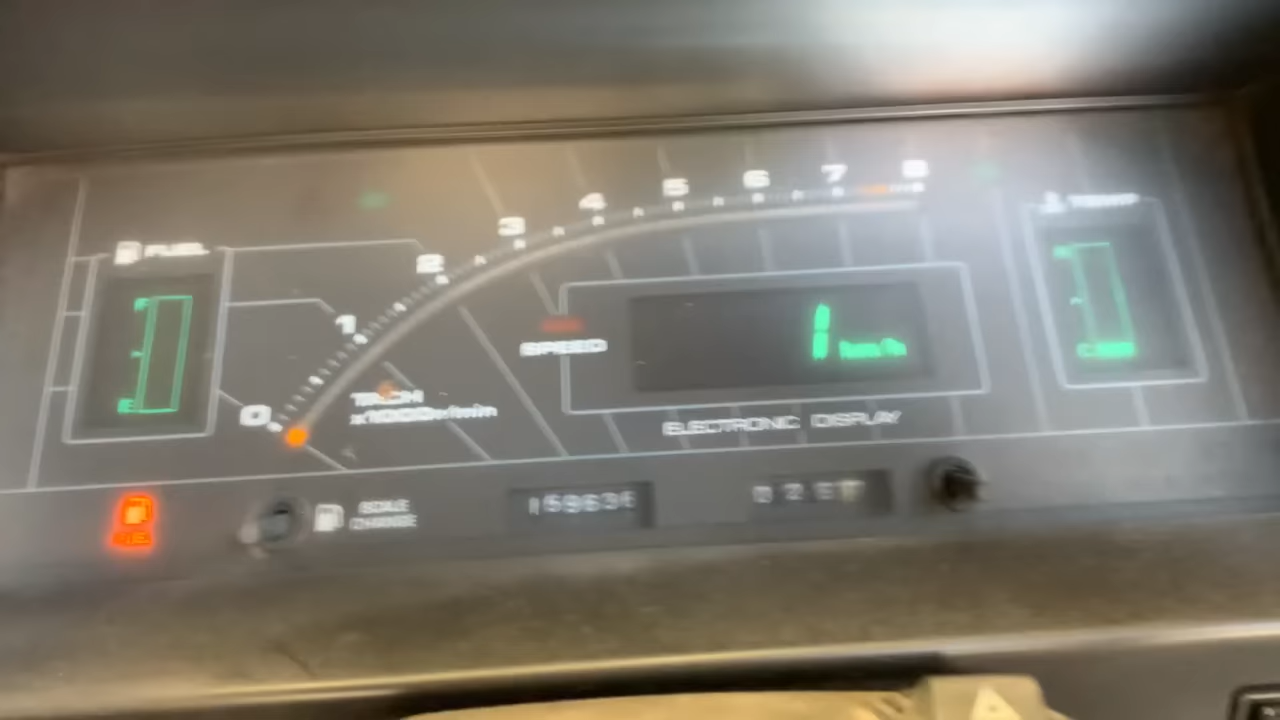 FUEL
0 1 2 3 4 5 6 7 8
TEMP
F
E
H
C
SPEED
1 km/h
TACH
x1000r/min
ELECTRONIC DISPLAY
FUEL
SCALE
CHANGE